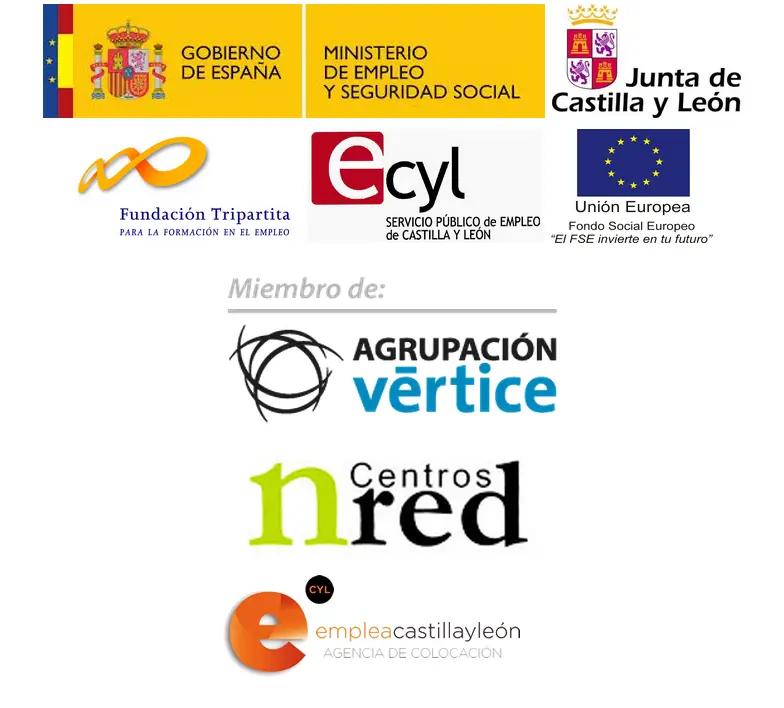 GOBIERNO
DE ESPAÑA
MINISTERIO
DE EMPLEO
Y SEGURIDAD SOCIAL
Junta de
Castilla y León
Fundación Tripartita
PARA LA FORMACIÓN EN EL EMPLEO
ecyl
SERVICIO PÚBLICO de EMPLEO
de CASTILLA Y LEÓN
Unión Europea
Fondo Social Europeo
“El FSE invierte en tu futuro”
Miembro de:
AGRUPACIÓN
vērtice
Centros
nred
CYL
e
empleacastillayleón
AGENCIA DE COLOCACIÓN